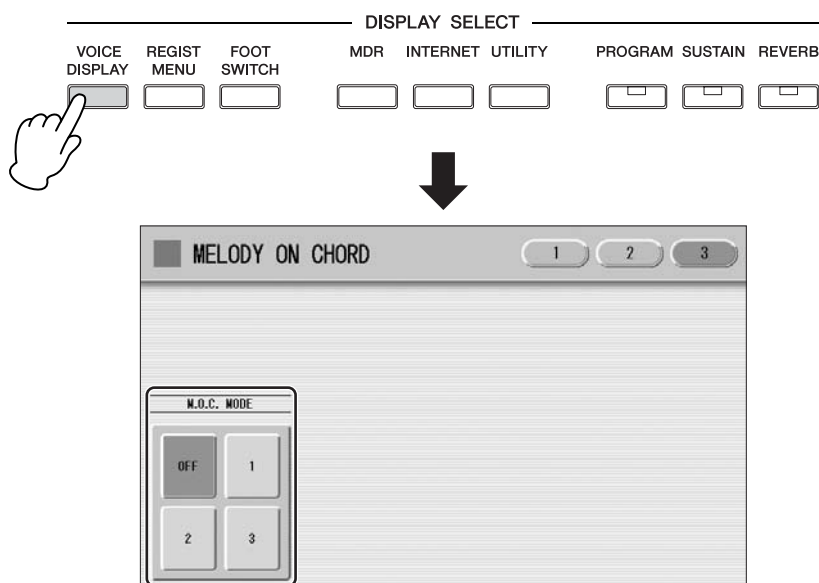 DISPLAY SELECT
VOICE DISPLAY
REGIST MENU
FOOT SWITCH
MDR
INTERNET
UTILITY
PROGRAM
SUSTAIN
REVERB
MELODY ON CHORD
1
2
3
M.O.C. MODE
OFF
1
2
3